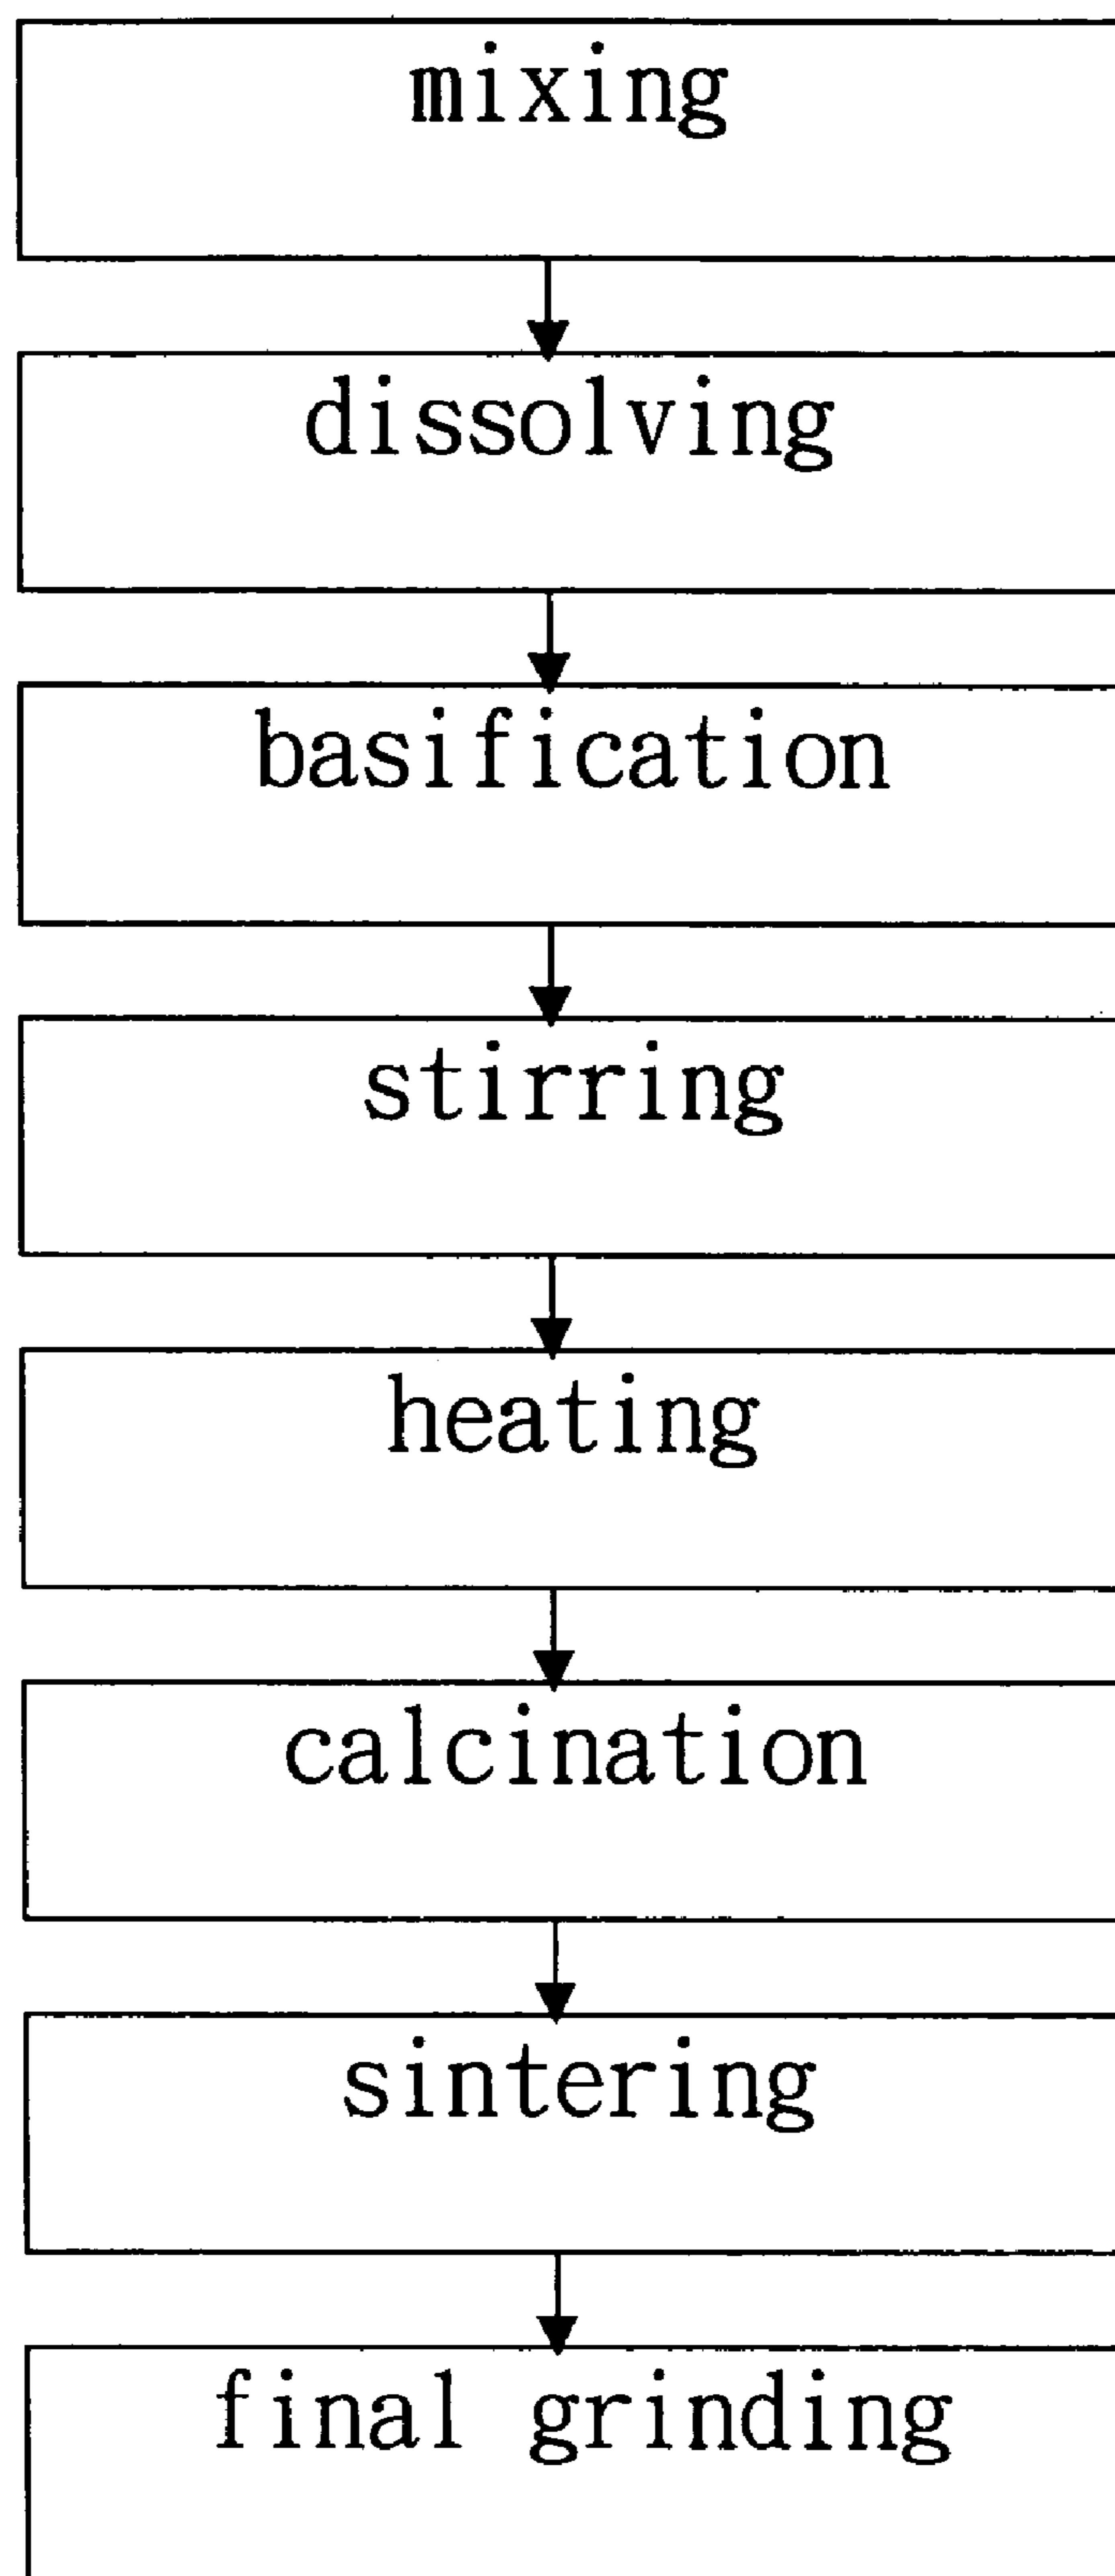 mixing
dissolving
basification
stirring
heating
calcination
sintering
final grinding